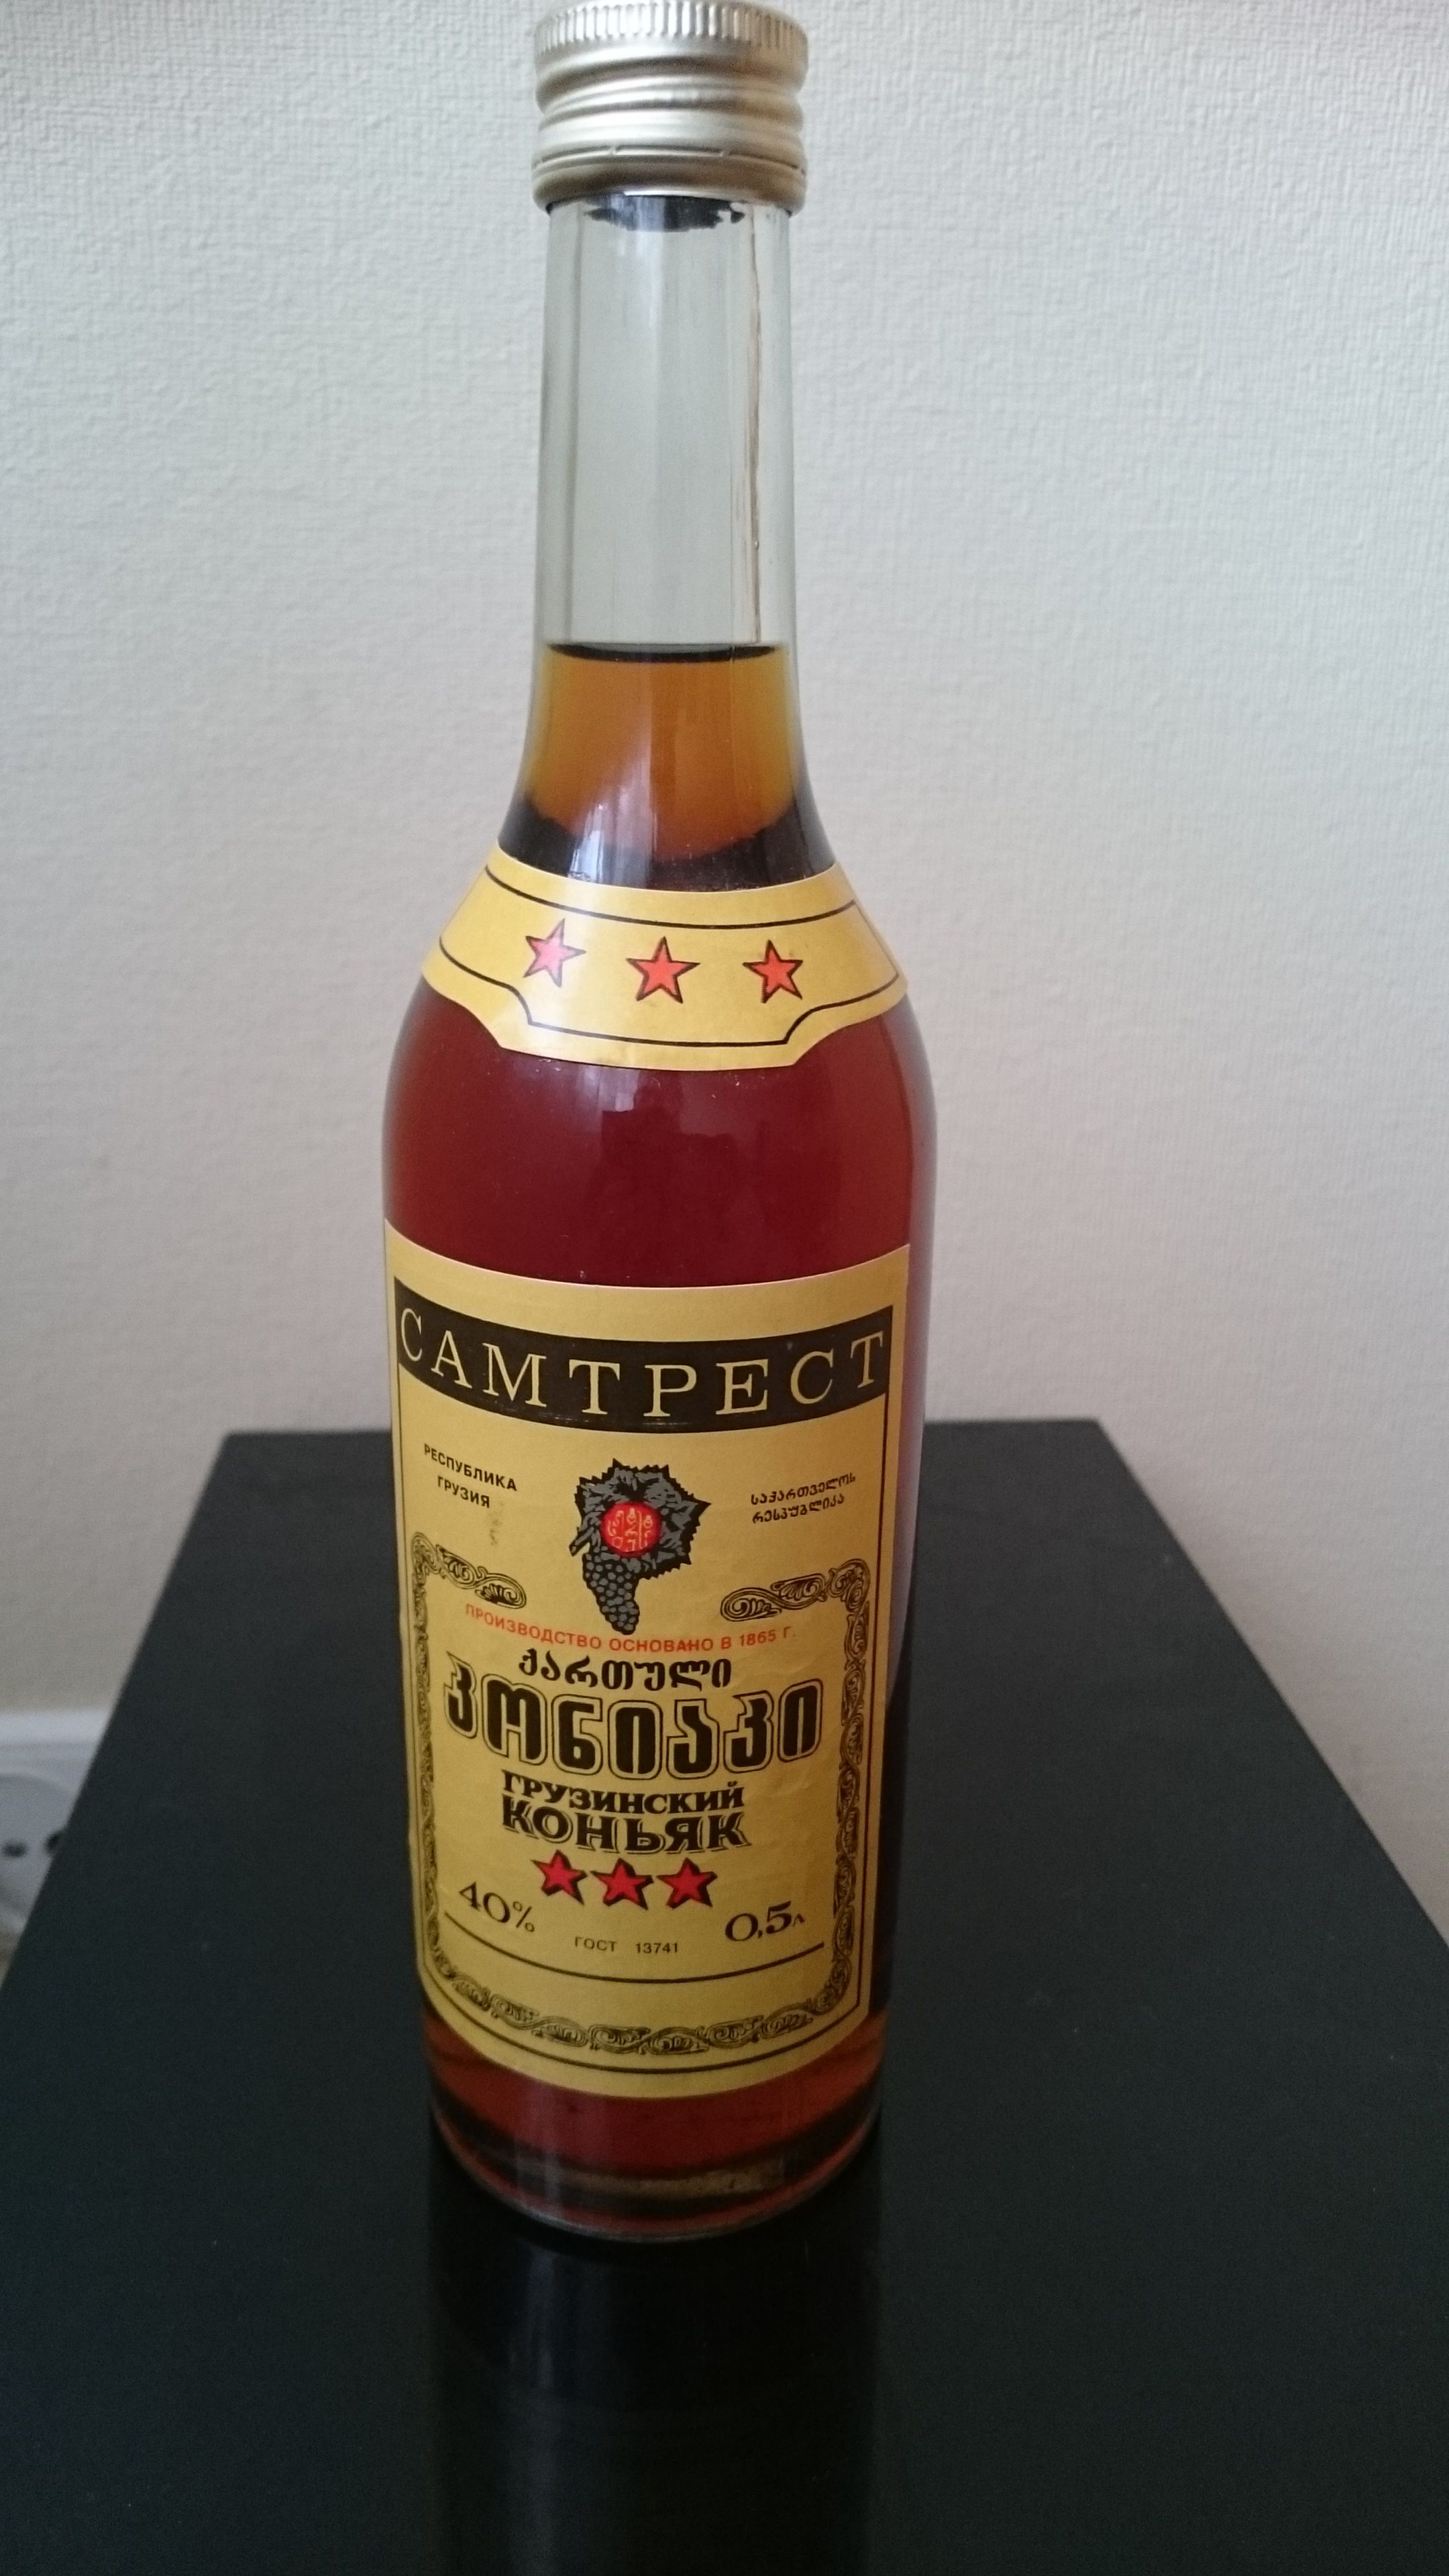 САМТРЕСТ
РЕСПУБЛИКА
ГРУЗИЯ
საქართველოს
რესპუბლიკა
ПРОИЗВОДСТВО ОСНОВАНО В 1865 Г.
ქართული
კონიაკი
ГРУЗИНСКИЙ
КОНЬЯК
40% 0,5л
ГОСТ 13741